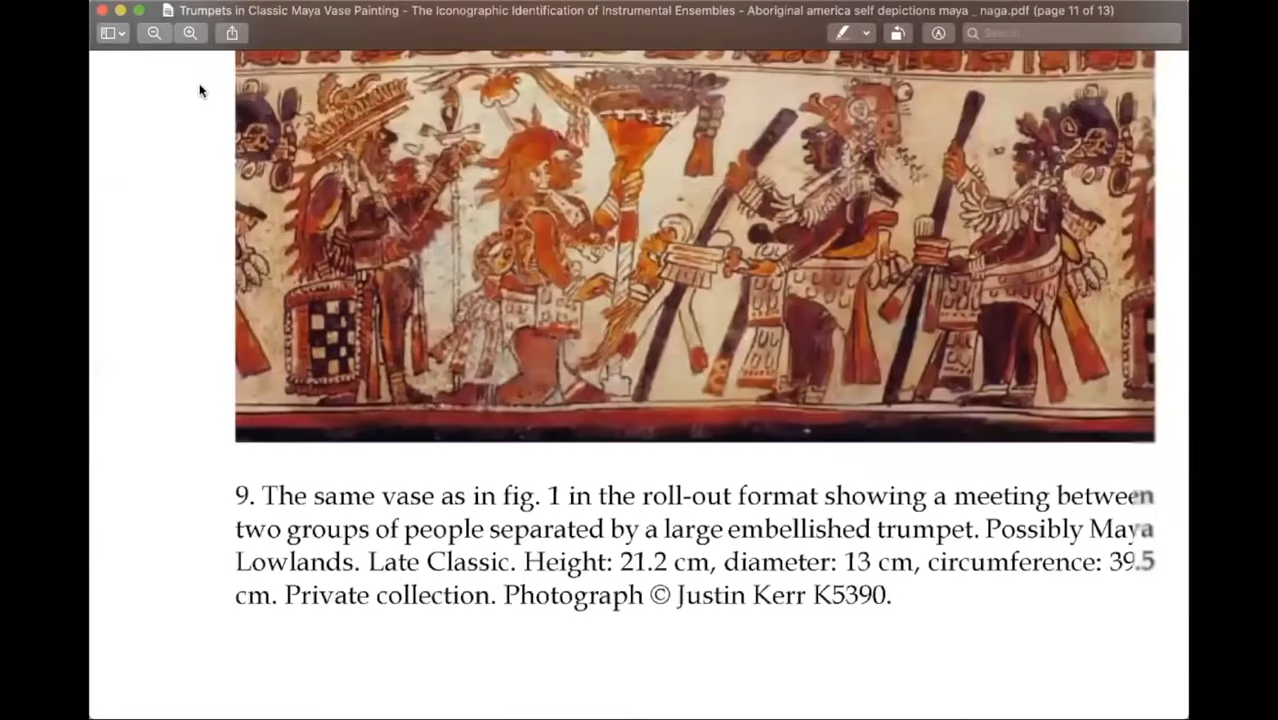 Trumpets in Classic Maya Vase Painting - The Iconographic Identification of Instrumental Ensembles - Aboriginal america self depictions maya _ naga.pdf (page 11 of 13)
Search
9. The same vase as in fig. 1 in the roll-out format showing a meeting between
two groups of people separated by a large embellished trumpet. Possibly Maya
Lowlands. Late Classic. Height: 21.2 cm, diameter: 13 cm, circumference: 39.5
cm. Private collection. Photograph © Justin Kerr K5390.